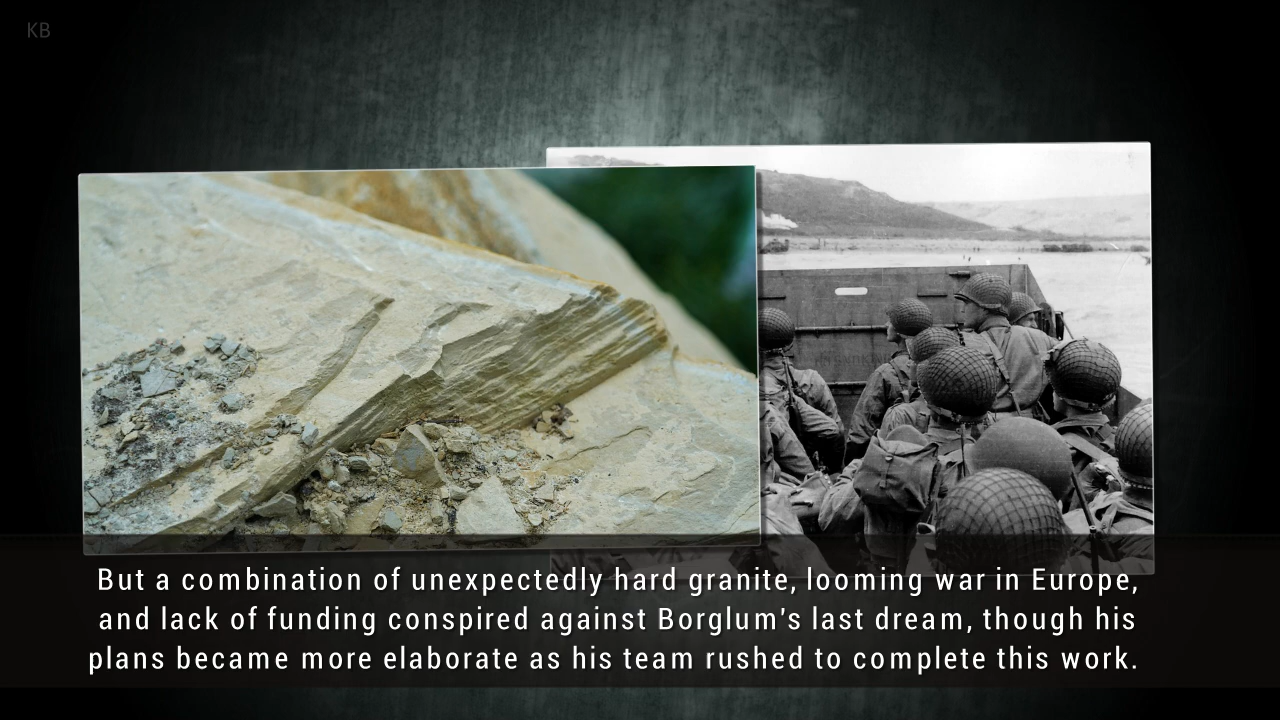 KB
But a combination of unexpectedly hard granite, looming war in Europe,
and lack of funding conspired against Borglum's last dream, though his
plans became more elaborate as his team rushed to complete this work.